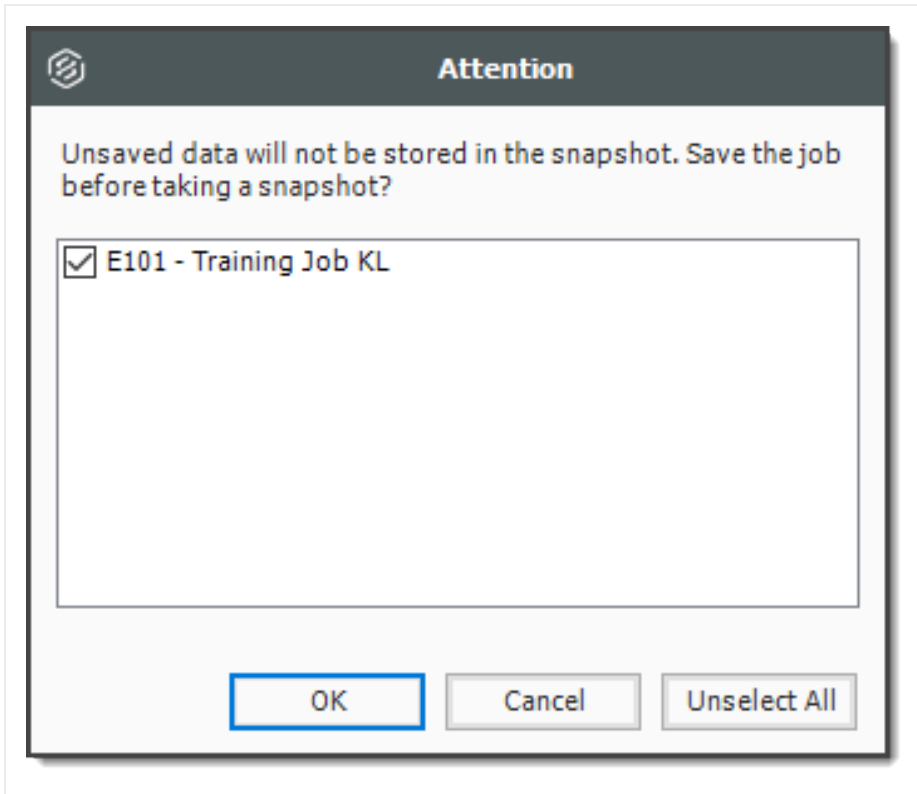 Attention
Unsaved data will not be stored in the snapshot. Save the job
before taking a snapshot?
E101 - Training Job KL
OK
Cancel
Unselect All